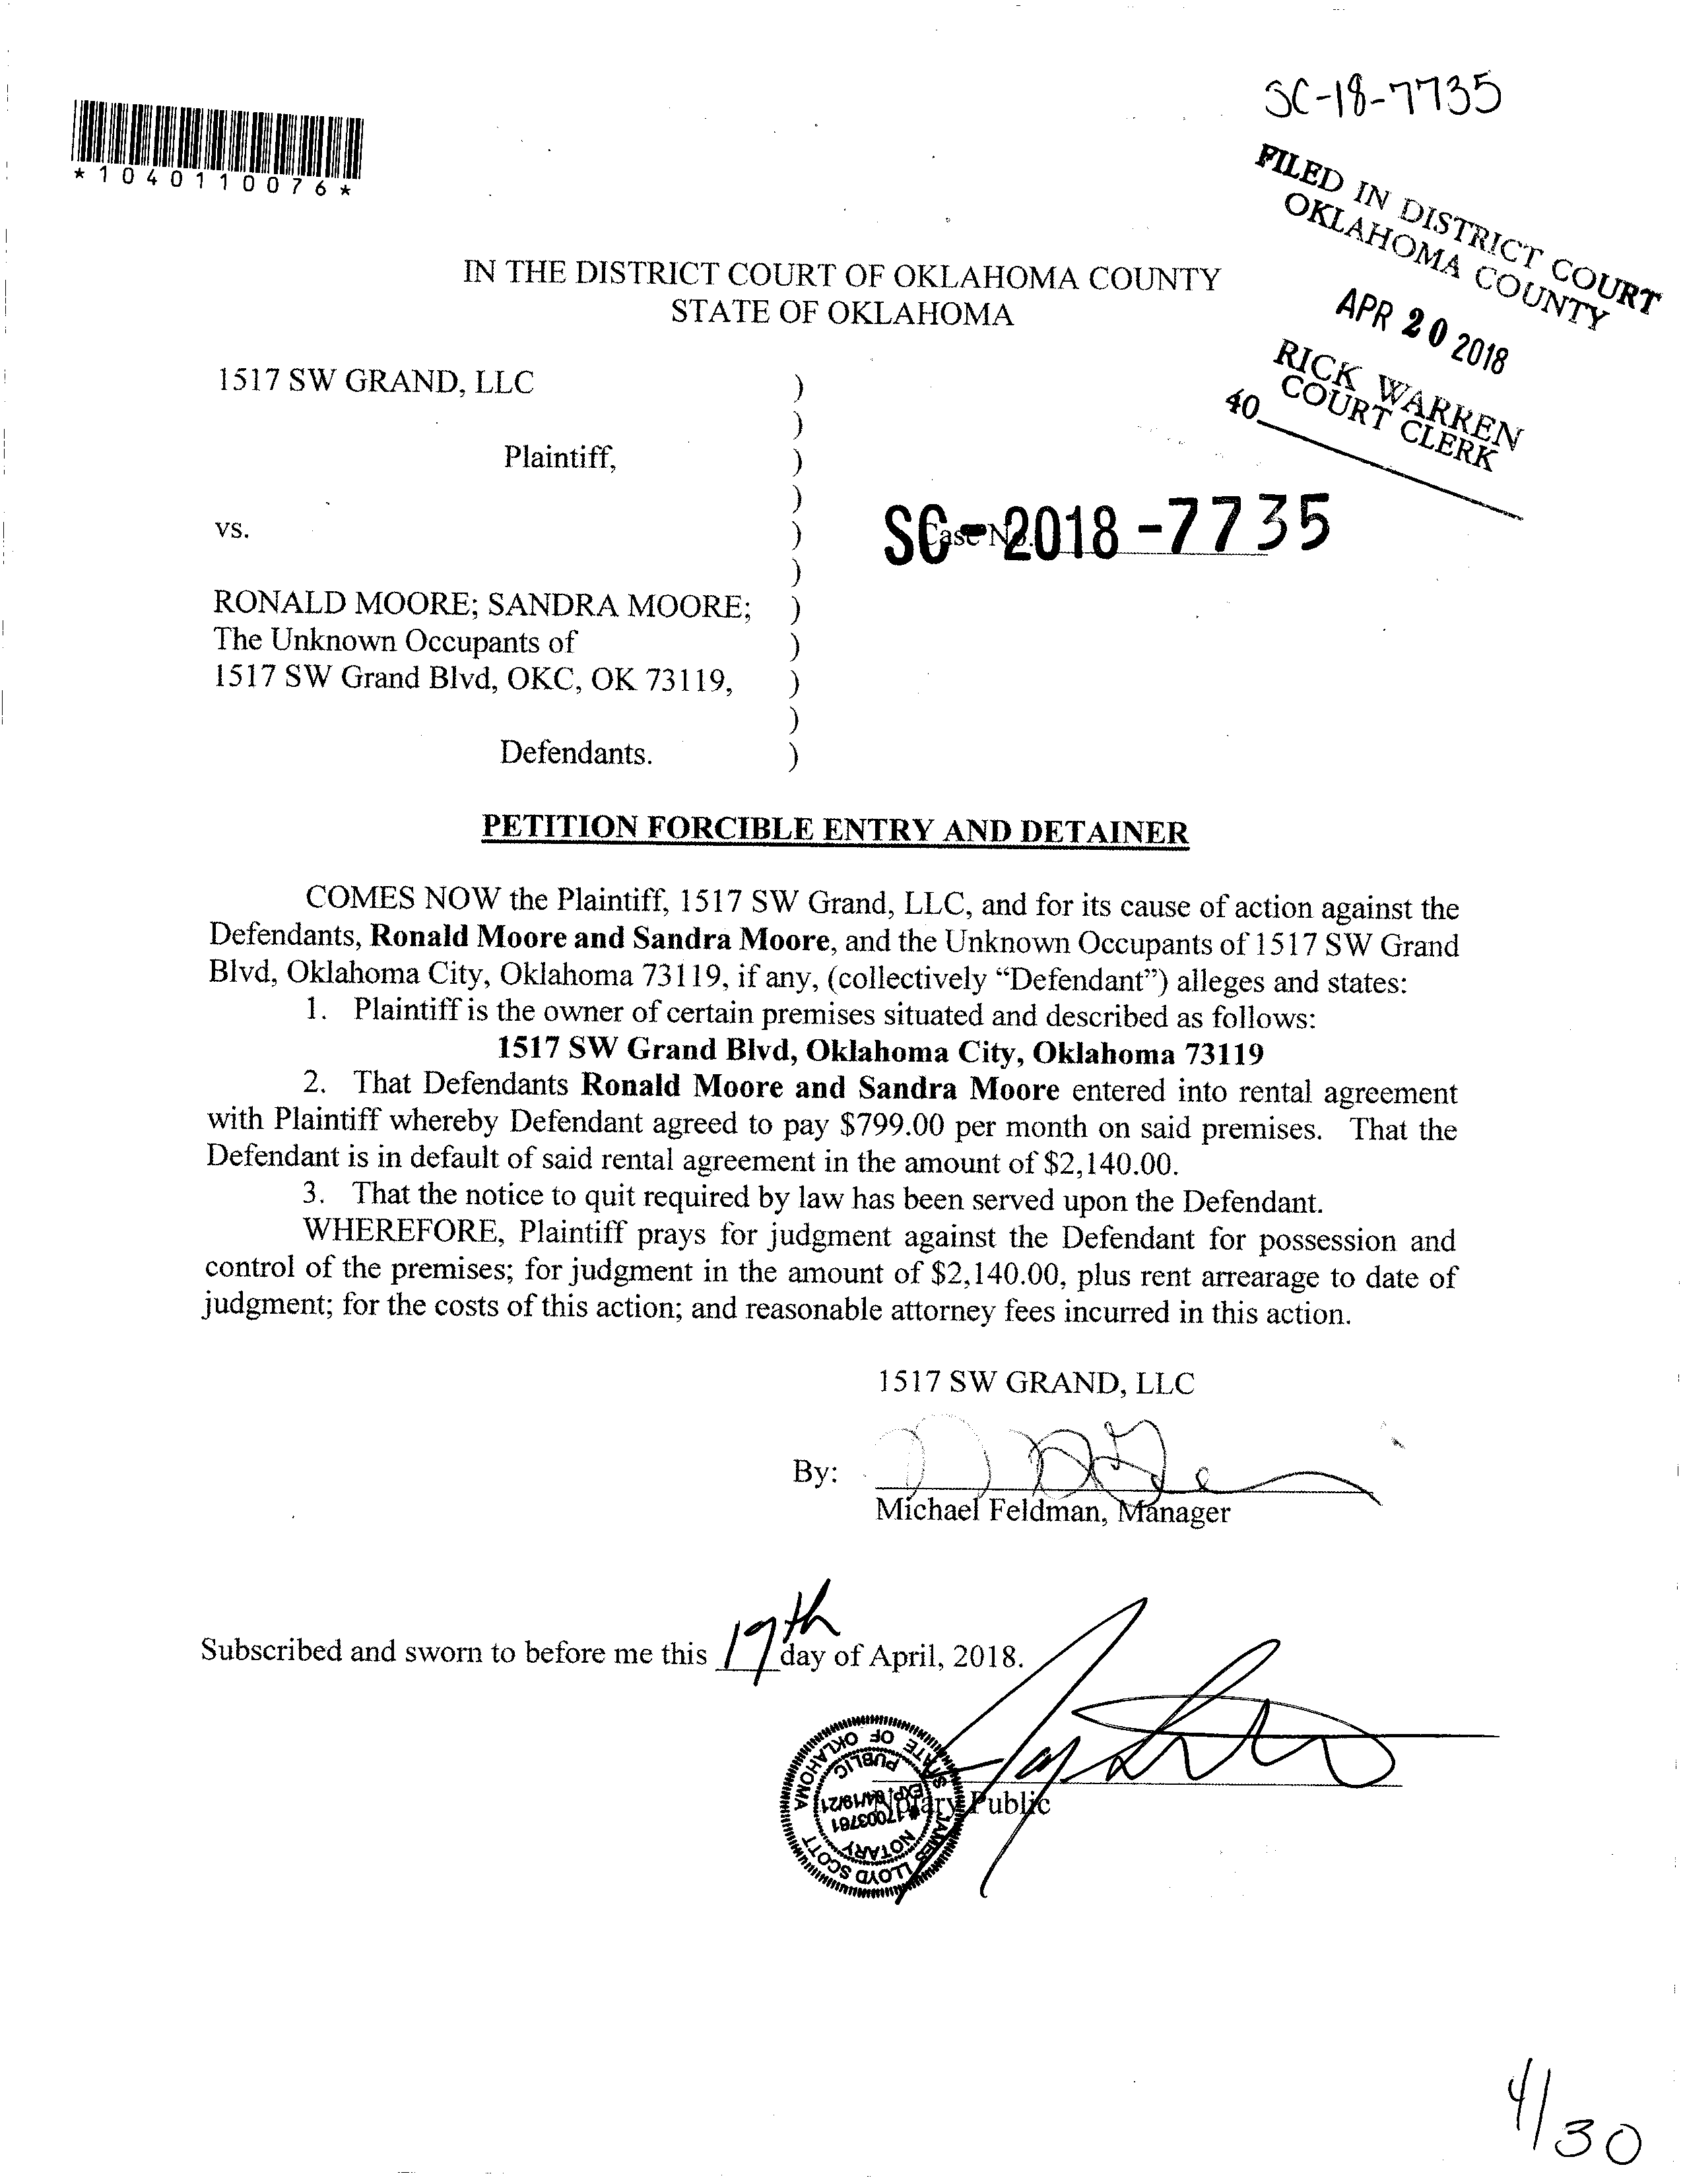 SC-18-7735
*1040110076*
FILED IN DISTRICT COURT
OKLAHOMA COUNTY
APR 20 2018
RICK WARREN
COURT CLERK
40
IN THE DISTRICT COURT OF OKLAHOMA COUNTY
STATE OF OKLAHOMA
1517 SW GRAND, LLC )
)
Plaintiff, )
)
vs. )
Case No.
SC-2018-7735
)
RONALD MOORE; SANDRA MOORE; )
The Unknown Occupants of )
1517 SW Grand Blvd, OKC, OK 73119, )
)
Defendants. )
PETITION FORCIBLE ENTRY AND DETAINER
COMES NOW the Plaintiff, 1517 SW Grand, LLC, and for its cause of action against the
Defendants, Ronald Moore and Sandra Moore, and the Unknown Occupants of 1517 SW Grand
Blvd, Oklahoma City, Oklahoma 73119, if any, (collectively “Defendant”) alleges and states:
1. Plaintiff is the owner of certain premises situated and described as follows:
1517 SW Grand Blvd, Oklahoma City, Oklahoma 73119
2. That Defendants Ronald Moore and Sandra Moore entered into rental agreement
with Plaintiff whereby Defendant agreed to pay $799.00 per month on said premises. That the
Defendant is in default of said rental agreement in the amount of $2,140.00.
3. That the notice to quit required by law has been served upon the Defendant.
WHEREFORE, Plaintiff prays for judgment against the Defendant for possession and
control of the premises; for judgment in the amount of $2,140.00, plus rent arrearage to date of
judgment; for the costs of this action; and reasonable attorney fees incurred in this action.
1517 SW GRAND, LLC
By:
Michael Feldman, Manager
Subscribed and sworn to before me this 19th day of April, 2018.
Notary Public
JAMES LLOYD SCOTT
NOTARY
# 17003761
EXP. 04/19/21
PUBLIC
STATE OF OKLAHOMA
4/30